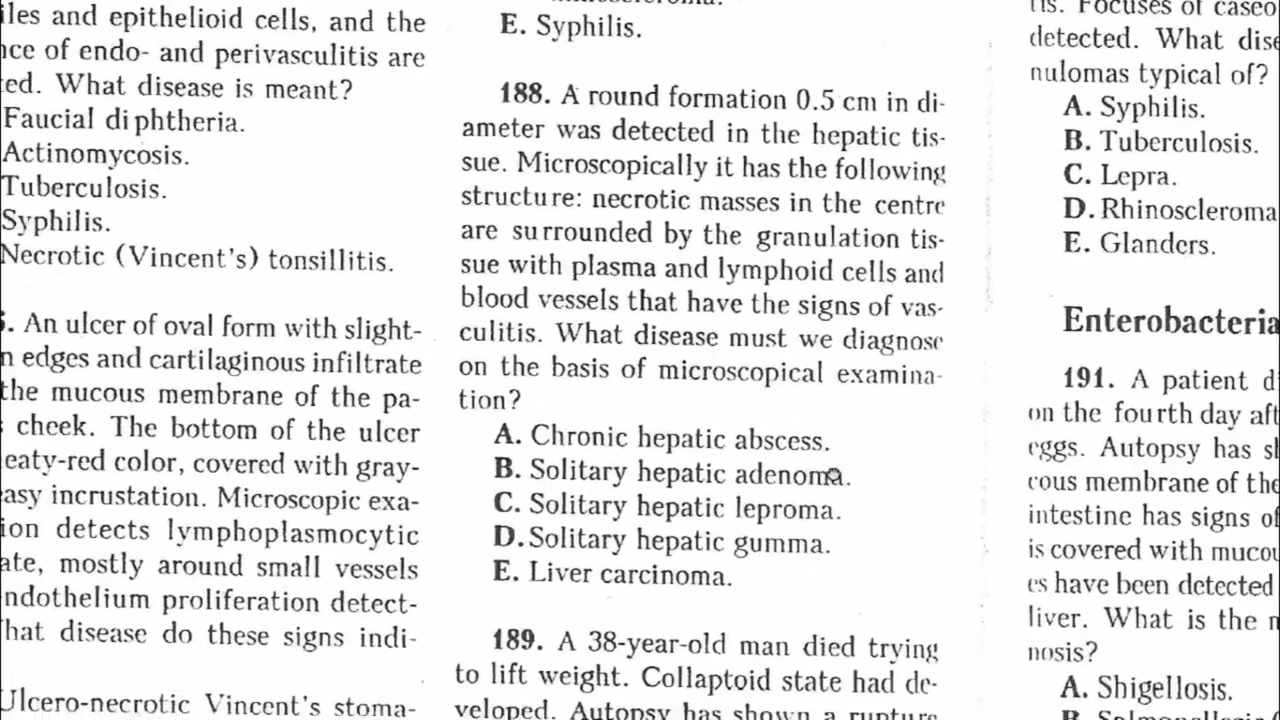 iles and epithelioid cells, and the
nce of endo- and perivasculitis are
ted. What disease is meant?
Faucial diphtheria.
Actinomycosis.
Tuberculosis.
Syphilis.
Necrotic (Vincent's) tonsillitis.
. An ulcer of oval form with slight-
n edges and cartilaginous infiltrate
the mucous membrane of the pa-
cheek. The bottom of the ulcer
eaty-red color, covered with gray-
easy incrustation. Microscopic exa-
ion detects lymphoplasmocytic
ate, mostly around small vessels
ndothelium proliferation detect-
hat disease do these signs indi-
Ulcero-necrotic Vincent's stoma-
E. Syphilis.
188. A round formation 0.5 cm in di-
ameter was detected in the hepatic tis-
sue. Microscopically it has the following
structure: necrotic masses in the centre
are surrounded by the granulation tis-
sue with plasma and lymphoid cells and
blood vessels that have the signs of vas-
culitis. What disease must we diagnose
on the basis of microscopical examina-
tion?
A. Chronic hepatic abscess.
B. Solitary hepatic adenoma.
C. Solitary hepatic leproma.
D. Solitary hepatic gumma.
E. Liver carcinoma.
189. A 38-year-old man died trying
to lift weight. Collaptoid state had de-
veloped. Autopsy has shown a rupture
tis. Focuses of caseo
detected. What dise
nulomas typical of?
A. Syphilis.
B. Tuberculosis.
C. Lepra.
D. Rhinoscleroma
E. Glanders.
Enterobacteria
191. A patient di
on the fourth day aft
eggs. Autopsy has sh
cous membrane of the
intestine has signs of
is covered with mucou
es have been detected
liver. What is the m
nosis?
A. Shigellosis.